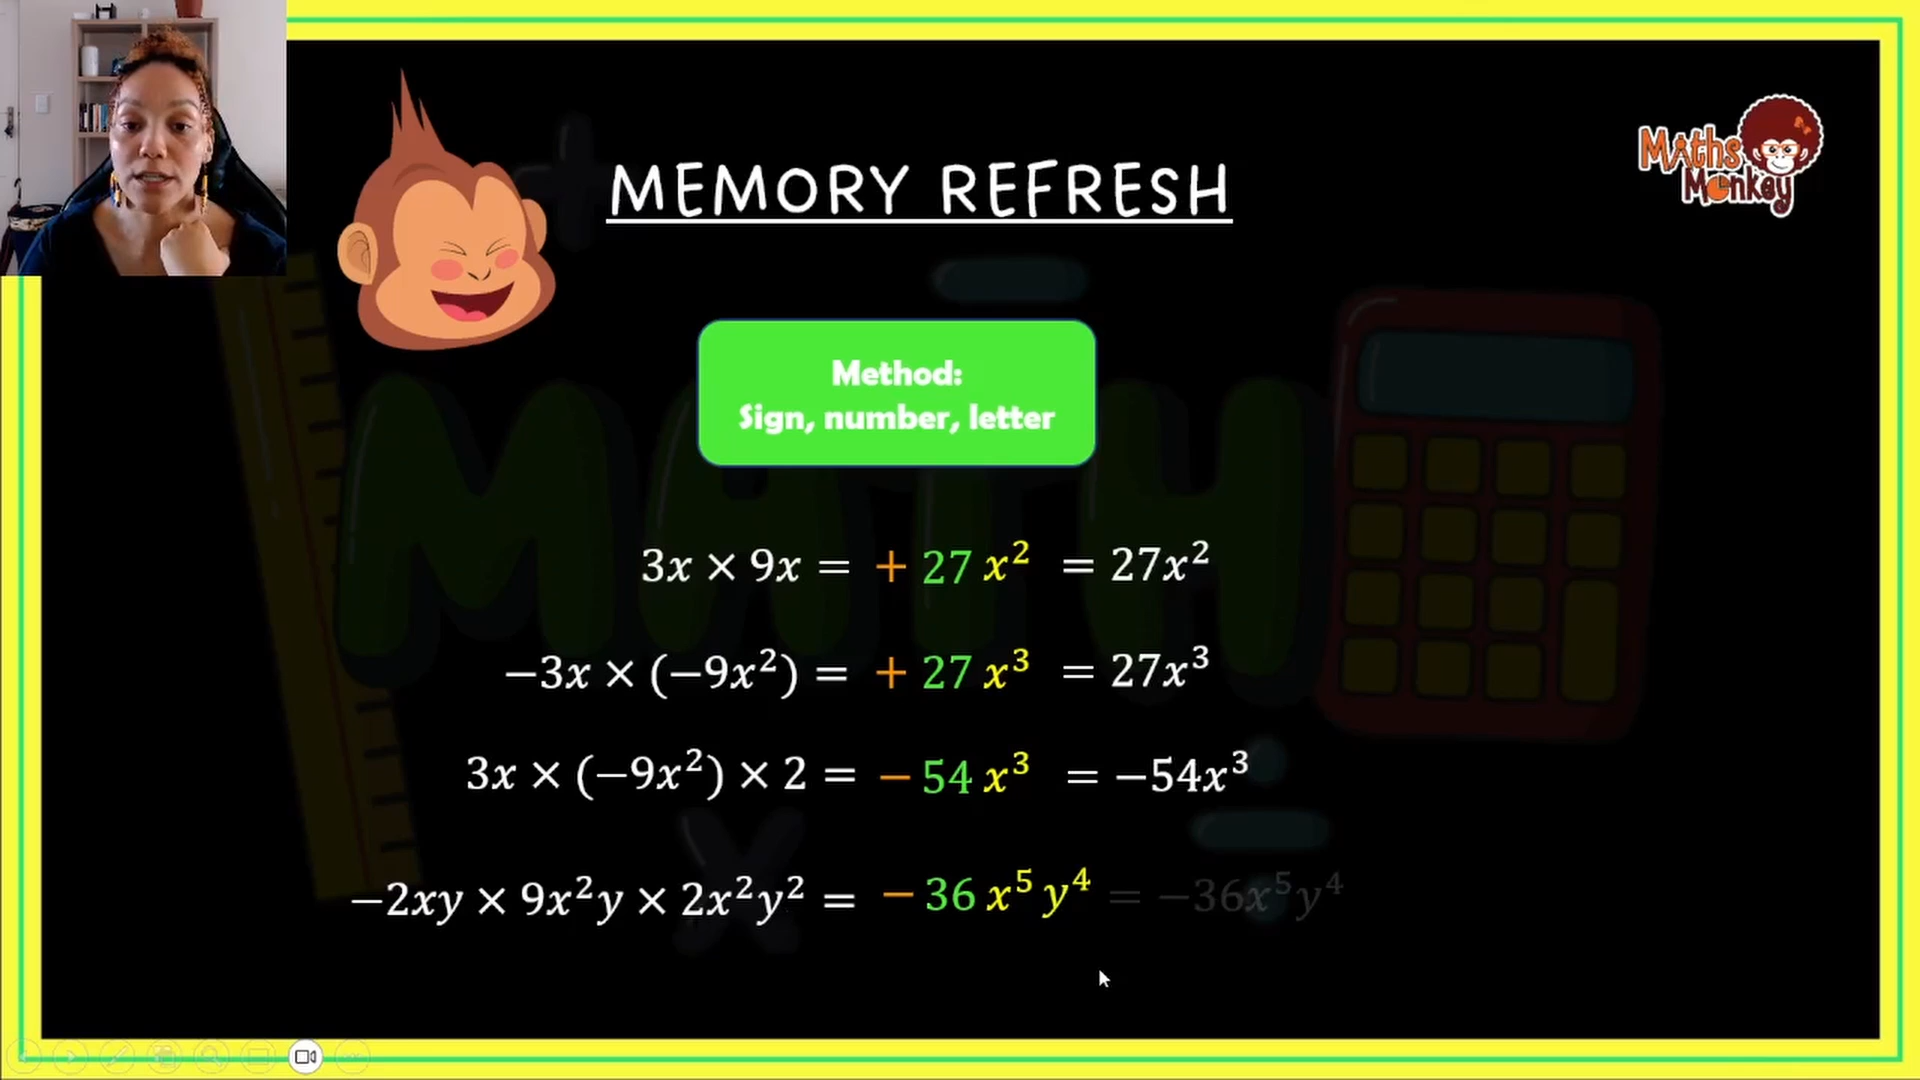 MEMORY REFRESH
Maths
Monkey
Method:
Sign, number, letter
3x × 9x = + 27 x² = 27x²
−3x × (−9x²) = + 27 x³ = 27x³
3x × (−9x²) × 2 = − 54 x³ = −54x³
−2xy × 9x²y × 2x²y² = − 36 x⁵ y⁴ = −36x⁵y⁴
MATH